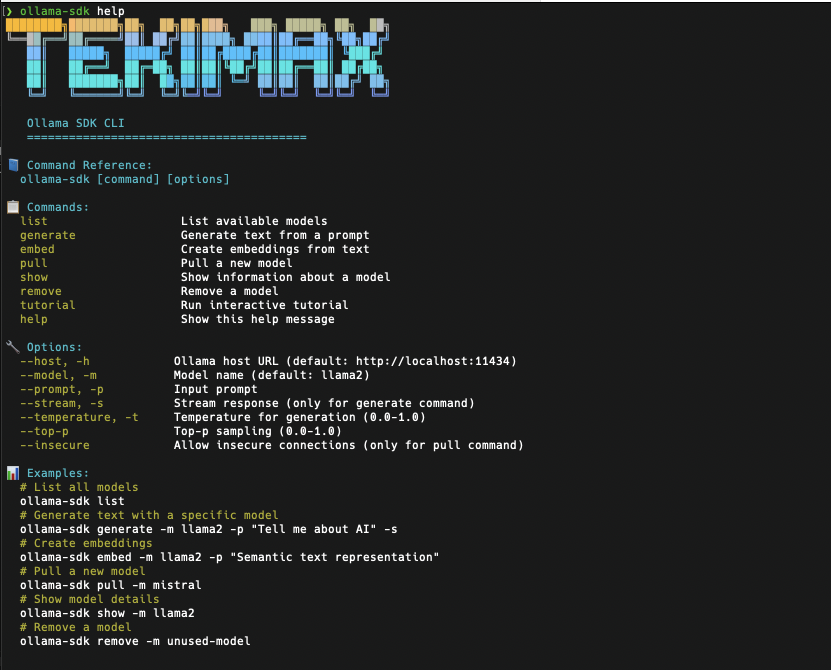 ❯ ollama-sdk help
TEKIMAX
Ollama SDK CLI
========================================
Command Reference:
ollama-sdk [command] [options]
Commands:
list List available models
generate Generate text from a prompt
embed Create embeddings from text
pull Pull a new model
show Show information about a model
remove Remove a model
tutorial Run interactive tutorial
help Show this help message
Options:
--host, -h Ollama host URL (default: http://localhost:11434)
--model, -m Model name (default: llama2)
--prompt, -p Input prompt
--stream, -s Stream response (only for generate command)
--temperature, -t Temperature for generation (0.0-1.0)
--top-p Top-p sampling (0.0-1.0)
--insecure Allow insecure connections (only for pull command)
Examples:
# List all models
ollama-sdk list
# Generate text with a specific model
ollama-sdk generate -m llama2 -p "Tell me about AI" -s
# Create embeddings
ollama-sdk embed -m llama2 -p "Semantic text representation"
# Pull a new model
ollama-sdk pull -m mistral
# Show model details
ollama-sdk show -m llama2
# Remove a model
ollama-sdk remove -m unused-model